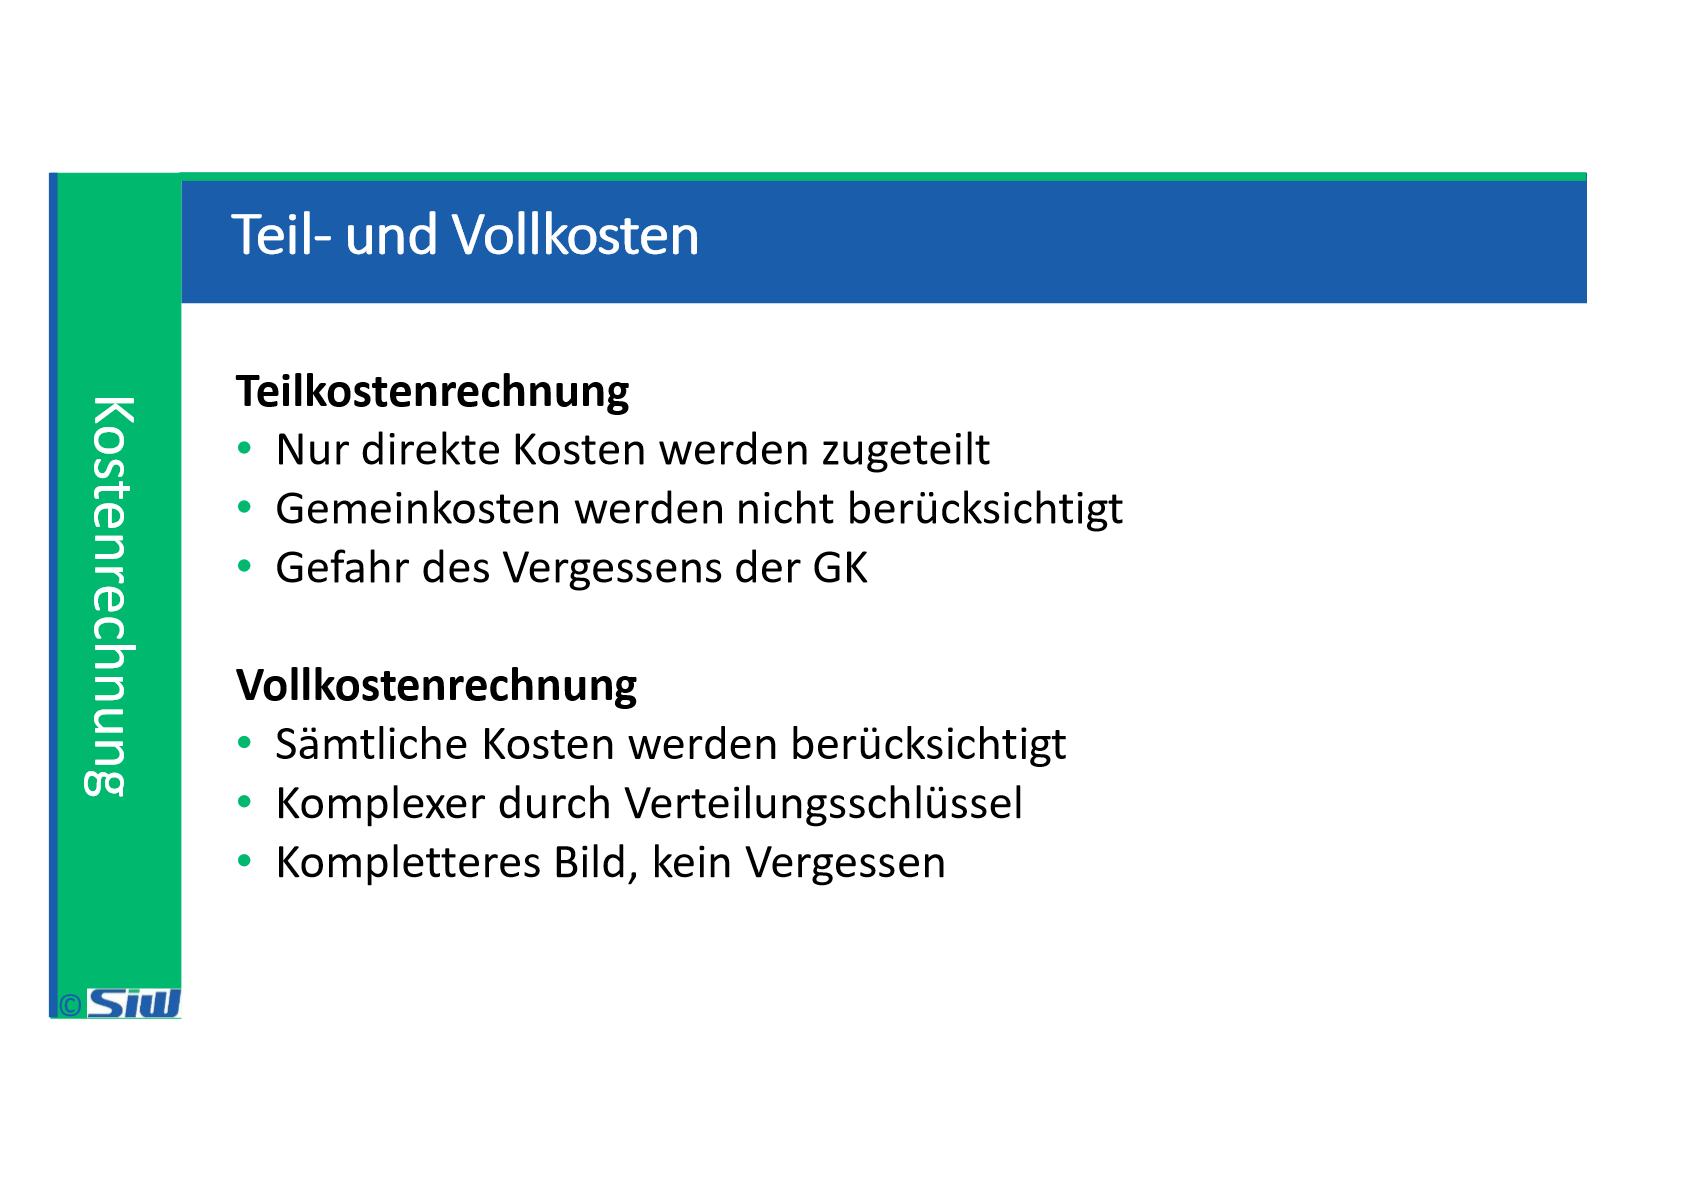 Teil- und Vollkosten
Kostenrechnung
Teilkostenrechnung
• Nur direkte Kosten werden zugeteilt
• Gemeinkosten werden nicht berücksichtigt
• Gefahr des Vergessens der GK
Vollkostenrechnung
• Sämtliche Kosten werden berücksichtigt
• Komplexer durch Verteilungsschlüssel
• Kompletteres Bild, kein Vergessen
© SiW